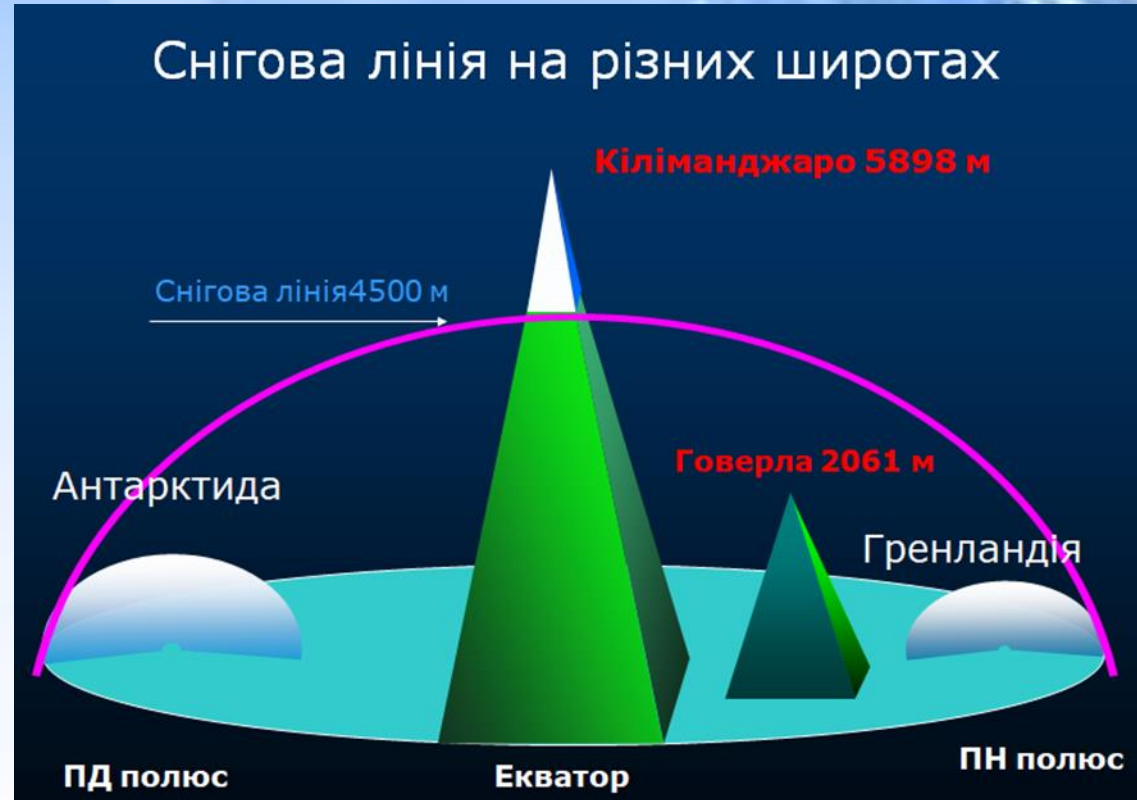 Снігова лінія на різних широтах
Кіліманджаро 5898 м
Снігова лінія4500 м
Говерла 2061 м
Антарктида
Гренландія
ПД полюс
Екватор
ПН полюс